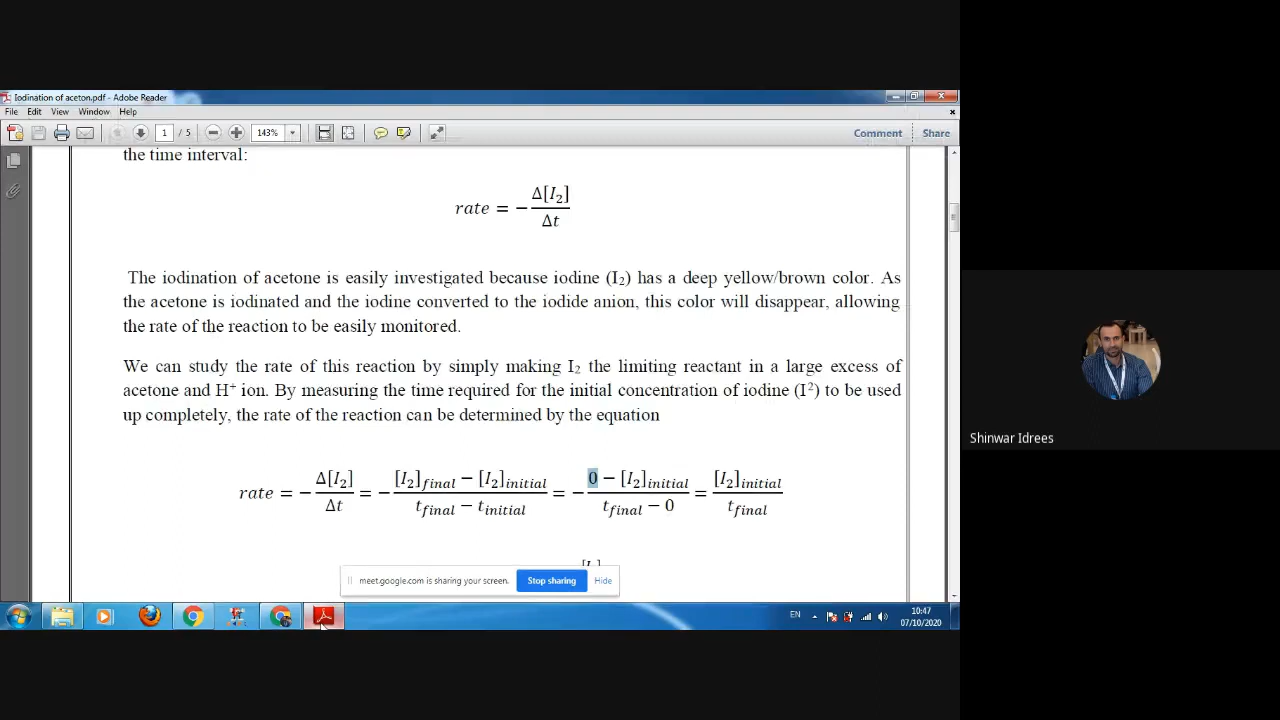 Iodination of aceton.pdf - Adobe Reader
File Edit View Window Help
1 / 5 143% Comment Share
the time interval:
rate = −Δ[I₂]/Δt
The iodination of acetone is easily investigated because iodine (I₂) has a deep yellow/brown color. As
the acetone is iodinated and the iodine converted to the iodide anion, this color will disappear, allowing
the rate of the reaction to be easily monitored.
We can study the rate of this reaction by simply making I₂ the limiting reactant in a large excess of
acetone and H⁺ ion. By measuring the time required for the initial concentration of iodine (I²) to be used
up completely, the rate of the reaction can be determined by the equation
rate = −Δ[I₂]/Δt = −([I₂]final − [I₂]initial)/(tfinal − tinitial) = −(0 − [I₂]initial)/(tfinal − 0) = [I₂]initial/tfinal
meet.google.com is sharing your screen. Stop sharing Hide
EN 10:47
07/10/2020
Shinwar Idrees